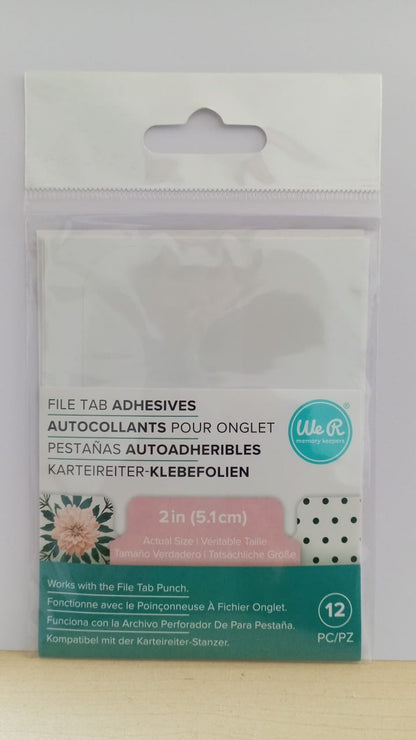 FILE TAB ADHESIVES
AUTOCOLLANTS POUR ONGLET
PESTAÑAS AUTOADHERIBLES
KARTEIREITER-KLEBEFOLIEN
We R
memory keepers
®
2in (5.1cm)
Actual Size | Véritable Taille
Tamaño Verdadero | Tatsächliche Größe
Works with the File Tab Punch.
Fonctionne avec le Poinçonneuse À Fichier Onglet.
Funciona con la Archivo Perforador De Para Pestaña.
Kompatibel mit der Karteireiter-Stanzer.
12
PC/PZ